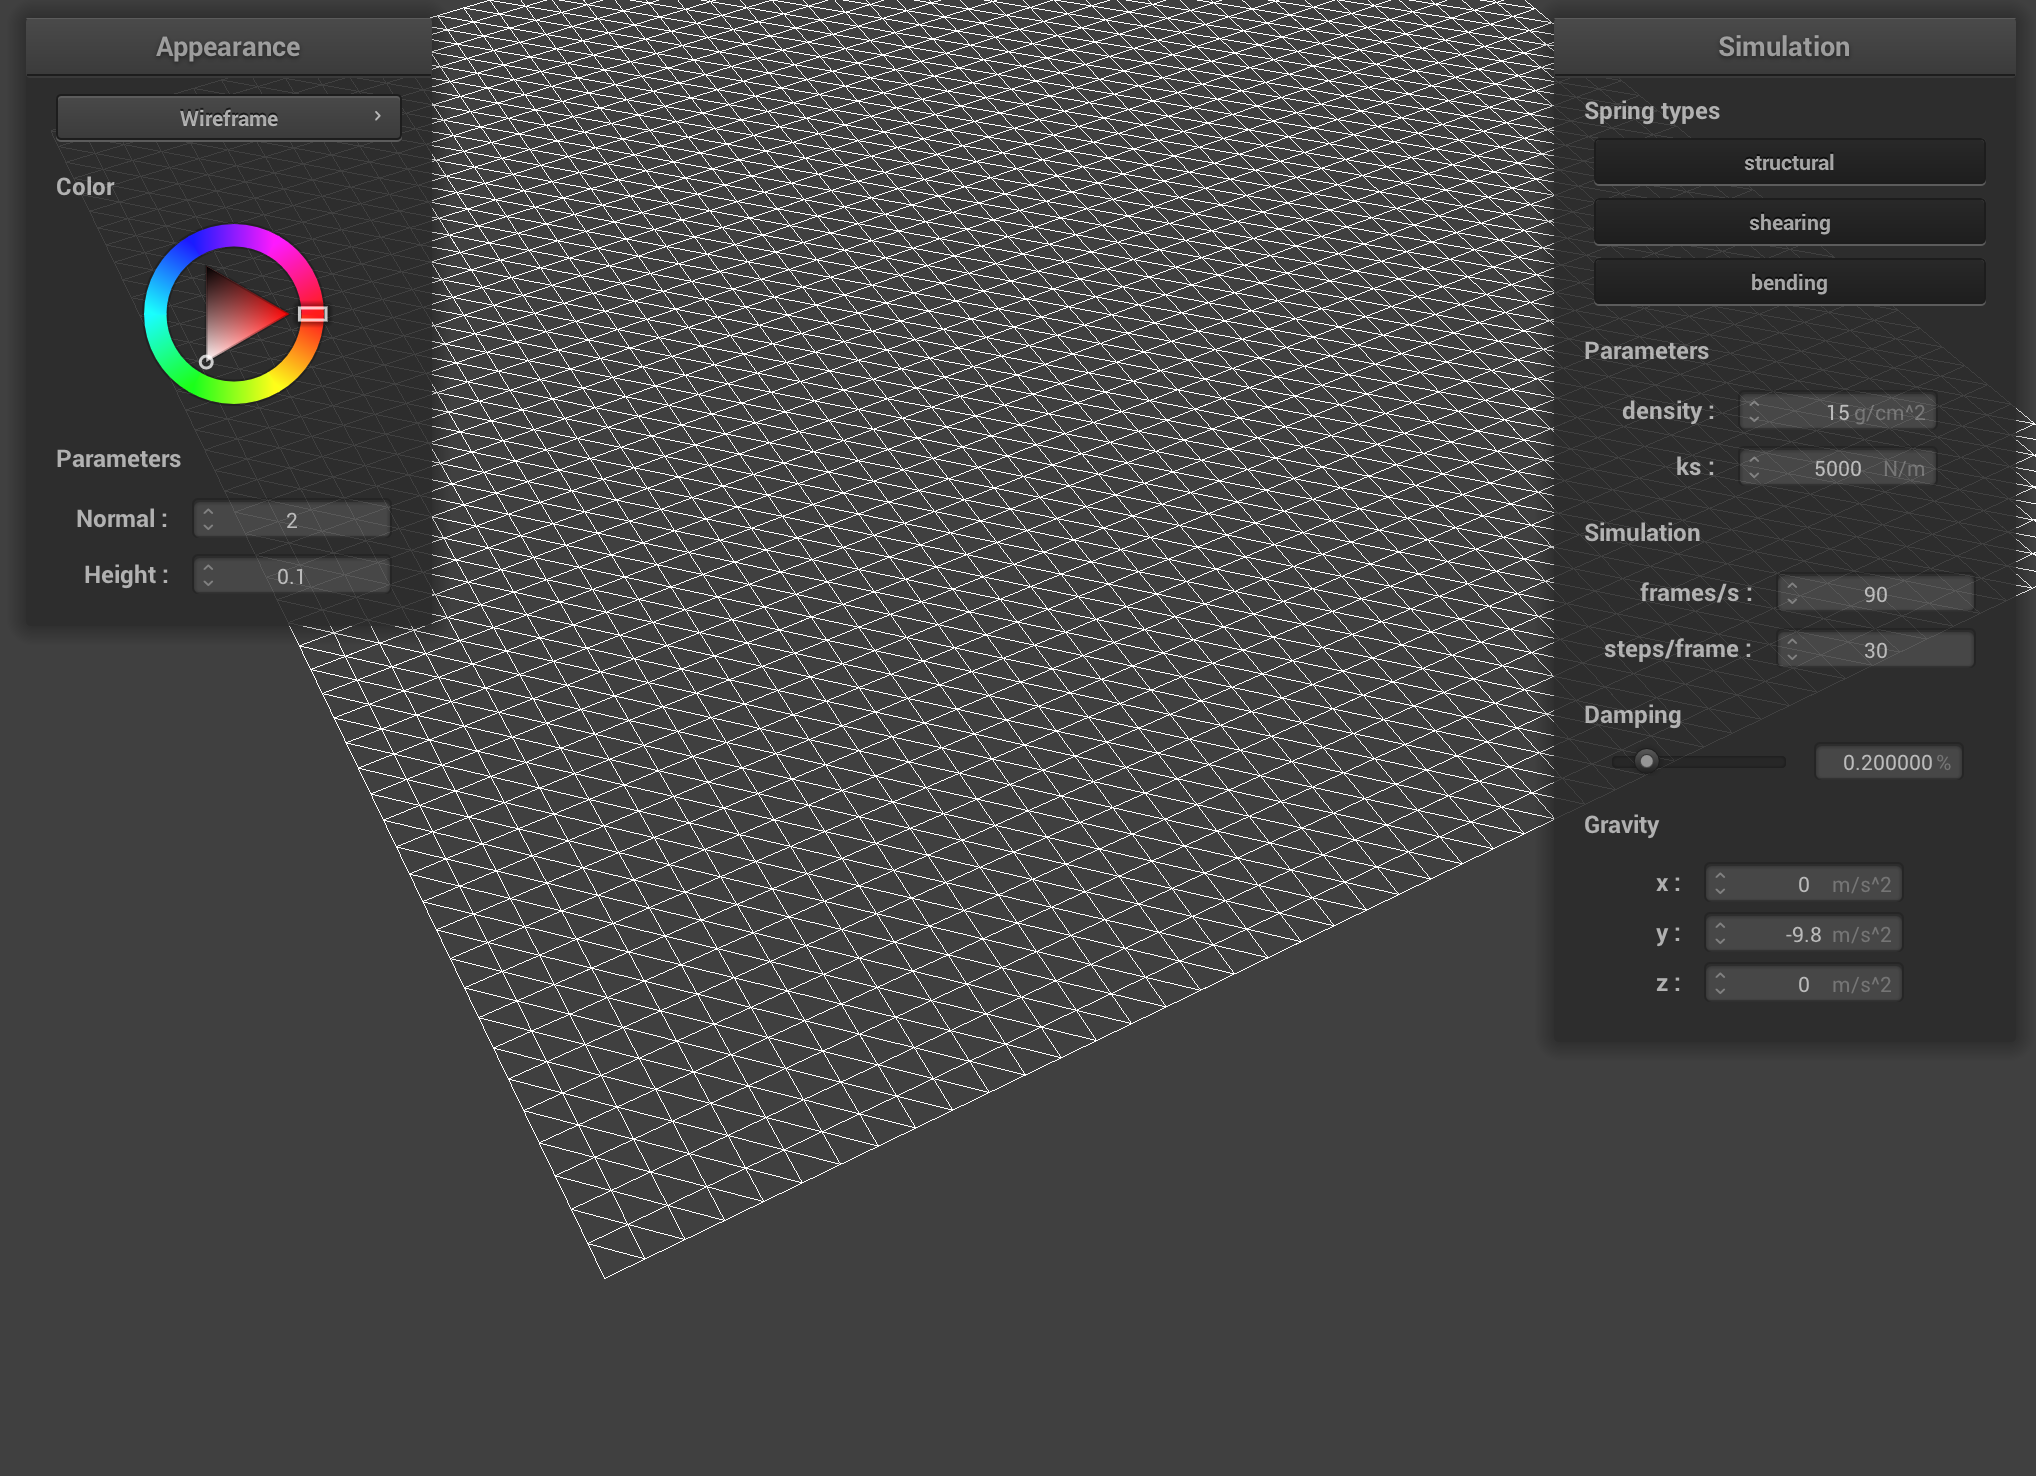 Appearance
Wireframe
Color
Parameters
Normal : 2
Height : 0.1
Simulation
Spring types
structural
shearing
bending
Parameters
density : 15 g/cm^2
ks : 5000 N/m
Simulation
frames/s : 90
steps/frame : 30
Damping
0.200000 %
Gravity
x : 0 m/s^2
y : -9.8 m/s^2
z : 0 m/s^2